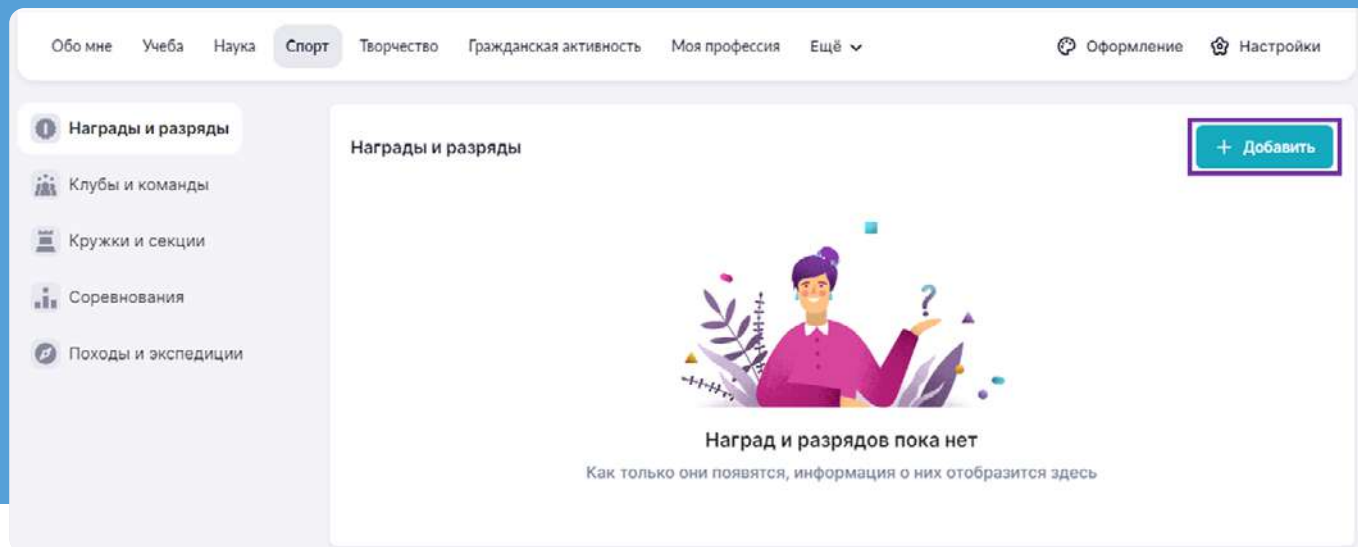 Обо мне Учеба Наука Спорт Творчество Гражданская активность Моя профессия Ещё Оформление Настройки
Награды и разряды
Клубы и команды
Кружки и секции
Соревнования
Походы и экспедиции
Награды и разряды
+ Добавить
?
Наград и разрядов пока нет
Как только они появятся, информация о них отобразится здесь